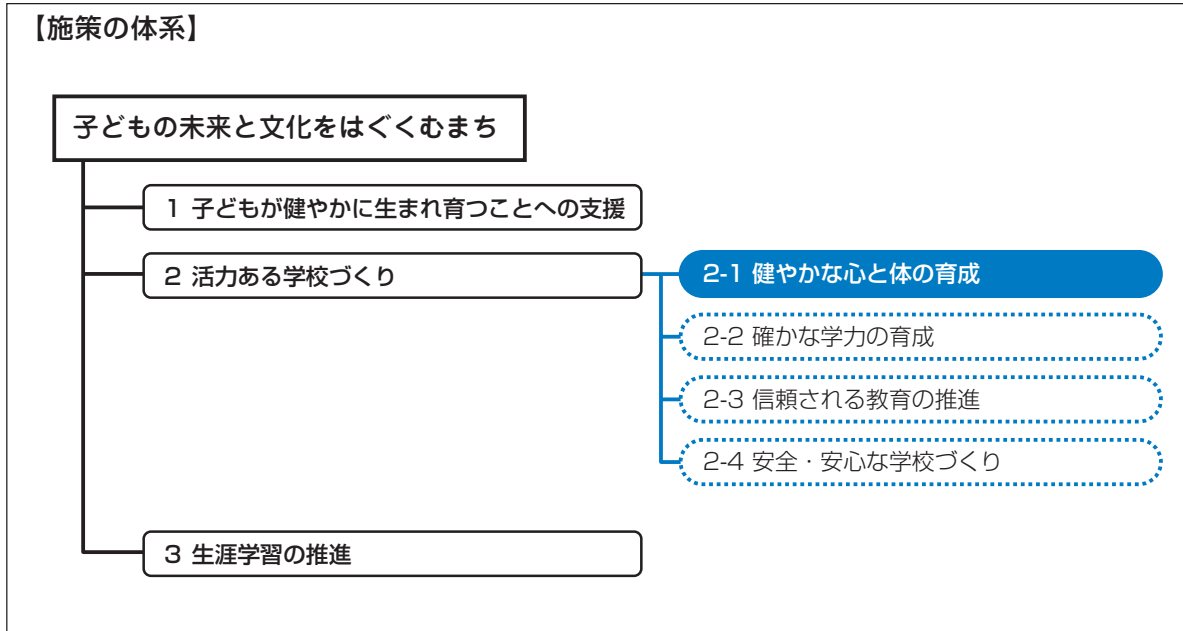 【施策の体系】
子どもの未来と文化をはぐくむまち
1 子どもが健やかに生まれ育つことへの支援
2 活力ある学校づくり
2-1 健やかな心と体の育成
2-2 確かな学力の育成
2-3 信頼される教育の推進
2-4 安全・安心な学校づくり
3 生涯学習の推進